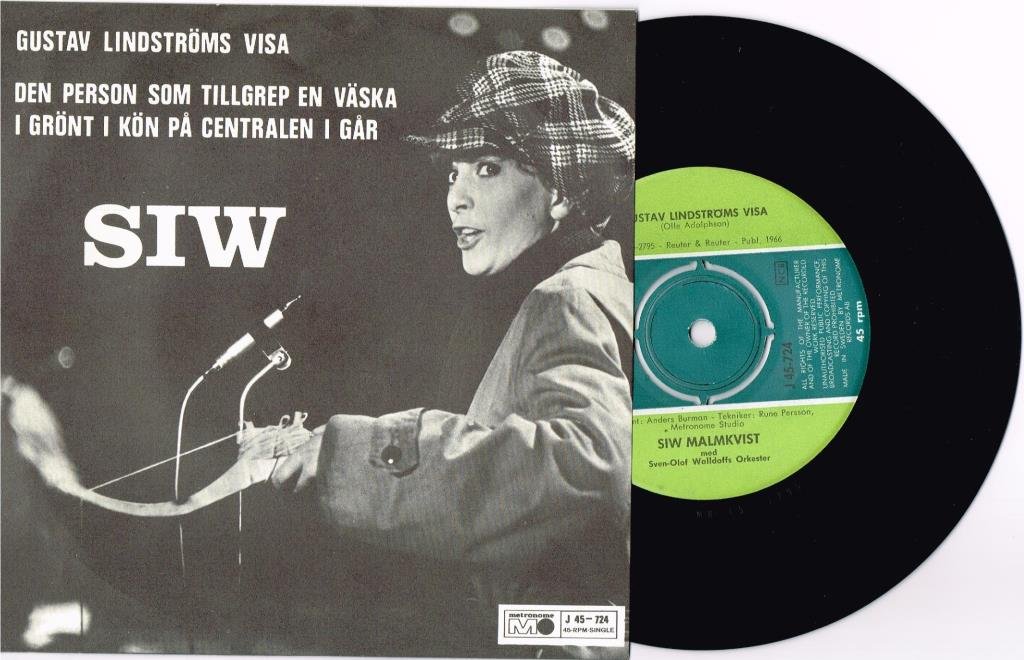 GUSTAV LINDSTRÖMS VISA
DEN PERSON SOM TILLGREP EN VÄSKA
I GRÖNT I KÖN PÅ CENTRALEN I GÅR
SIW
metronome
J 45-724
45-RPM-SINGLE
USTAV LINDSTRÖMS VISA
(Olle Adolphson)
-2795 - Reuter & Reuter - Publ. 1966
NCB
J 45-724
ALL RIGHTS OF THE MANUFACTURER
AND OF THE OWNER OF THE RECORDED
WORK RESERVED.
UNAUTHORISED PUBLIC PERFORMANCE,
BROADCASTING AND COPYING OF THIS
RECORD PROHIBITED.
MADE IN SWEDEN BY METRONOME
RECORDS AB
45 rpm
nt: Anders Burman - Tekniker: Rune Persson,
Metronome Studio
SIW MALMKVIST
med
Sven-Olof Walldoffs Orkester